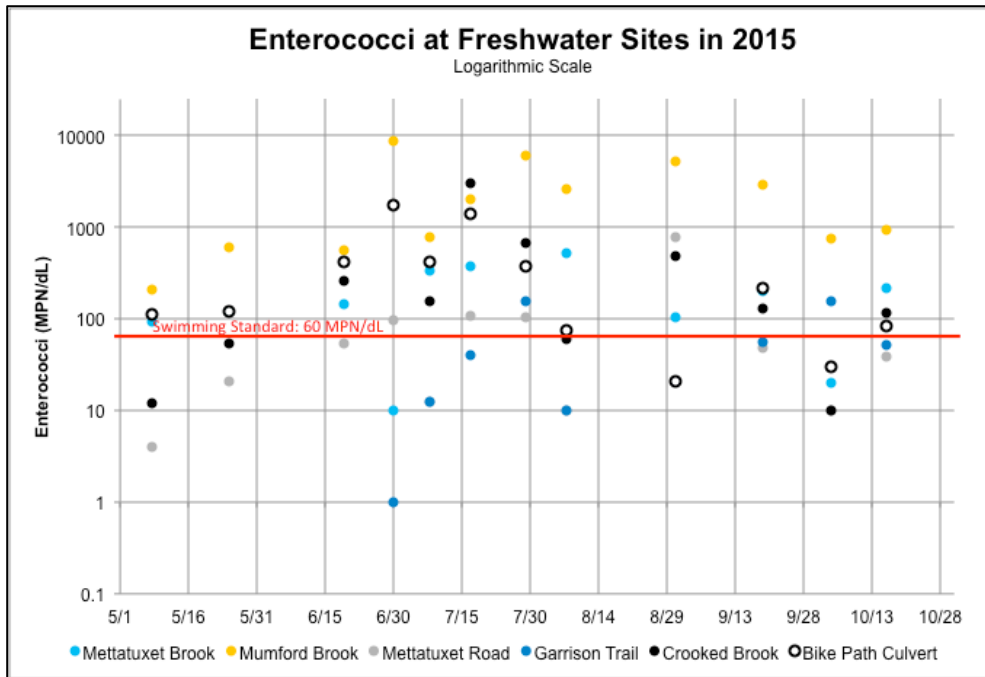 Enterococci at Freshwater Sites in 2015
Logarithmic Scale
Enterococci (MPN/dL)
10000
1000
100
10
1
0.1
Swimming Standard: 60 MPN/dL
5/1 5/16 5/31 6/15 6/30 7/15 7/30 8/14 8/29 9/13 9/28 10/13 10/28
Mettatuxet Brook Mumford Brook Mettatuxet Road Garrison Trail Crooked Brook Bike Path Culvert